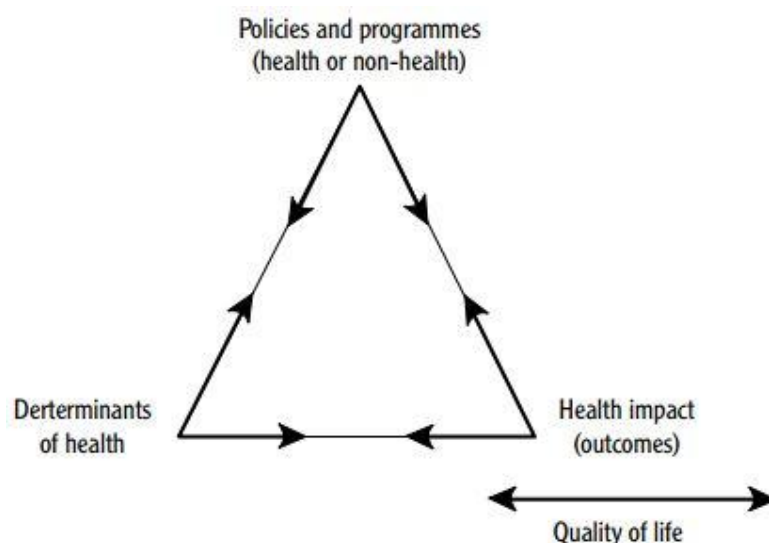 Policies and programmes
(health or non-health)
Derterminants
of health
Health impact
(outcomes)
Quality of life